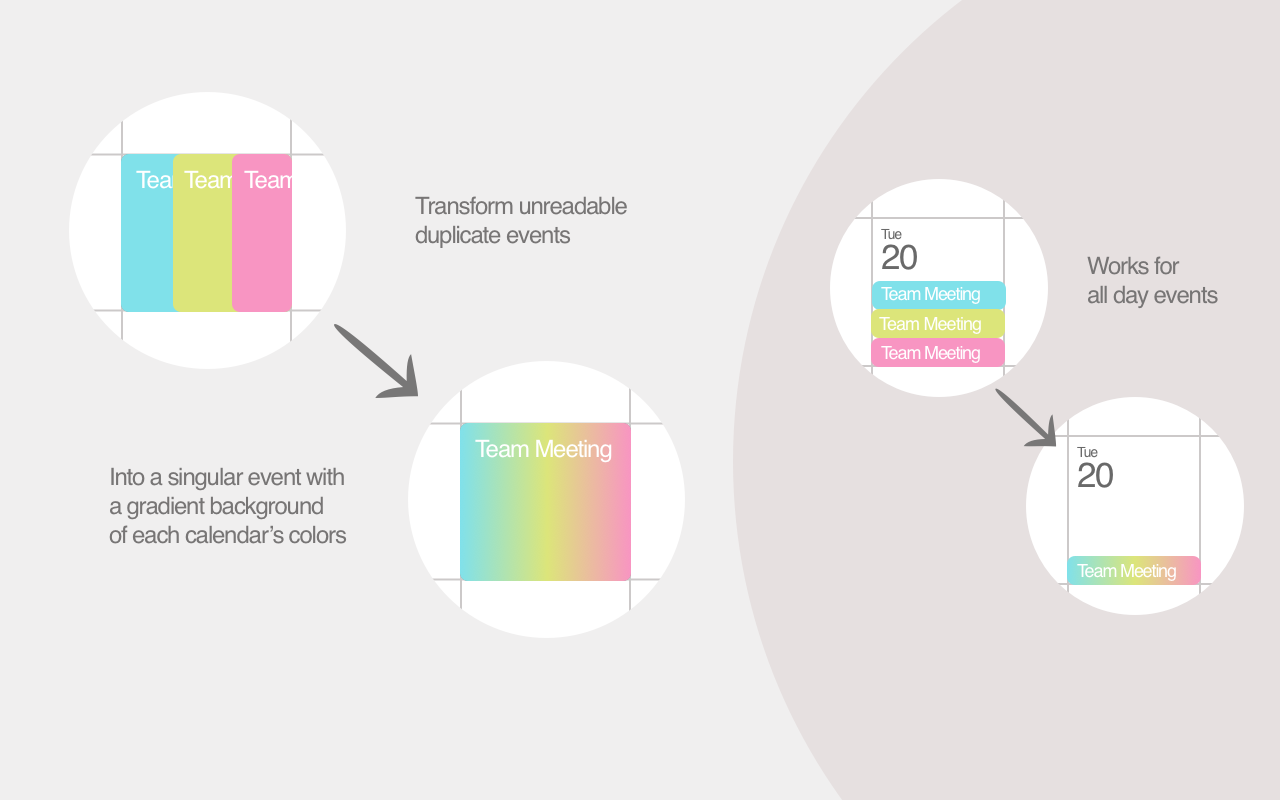 Team
Team
Team
Transform unreadable
duplicate events
Into a singular event with
a gradient background
of each calendar’s colors
Team Meeting
Tue
20
Team Meeting
Team Meeting
Team Meeting
Works for
all day events
Tue
20
Team Meeting